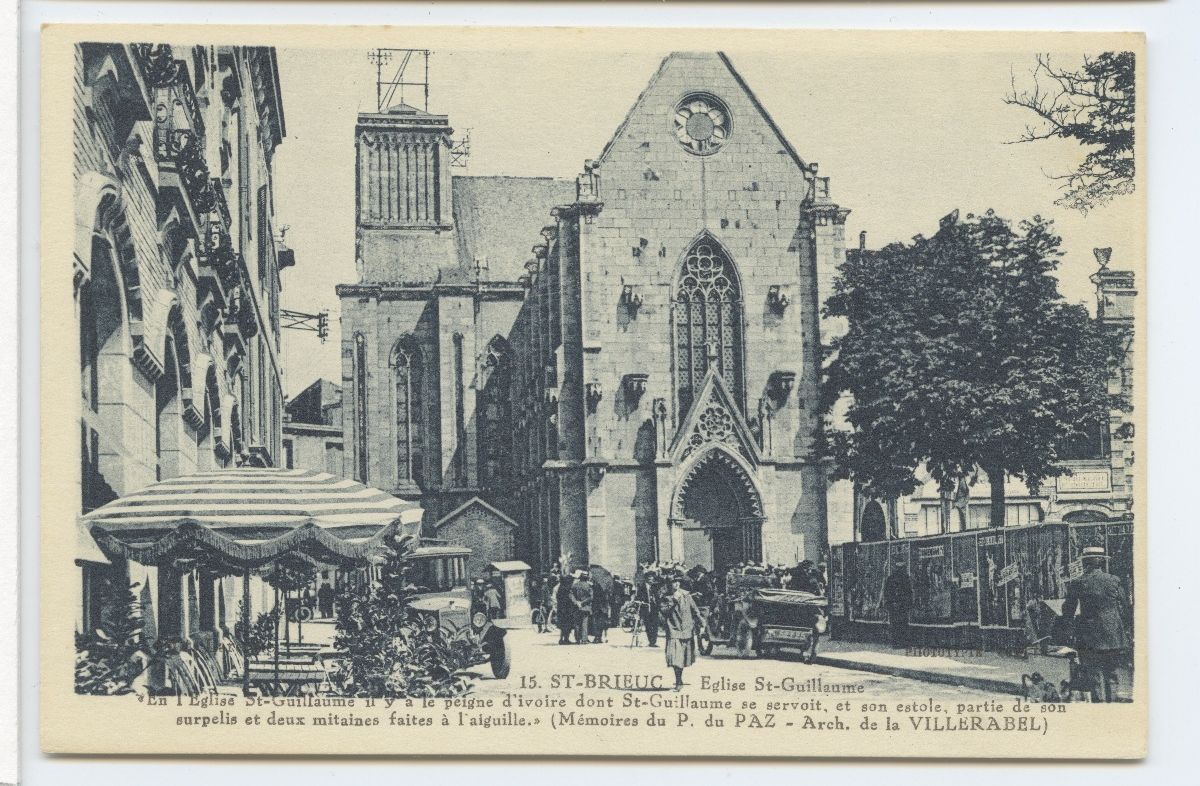 15. ST-BRIEUC — Eglise St-Guillaume
"En l'Eglise St-Guillaume il y a le peigne d'ivoire dont St-Guillaume se servoit, et son estole, partie de son
surpelis et deux mitaines faites à l'aiguille.» (Mémoires du P. du PAZ - Arch. de la VILLERABEL)
PHOTOTYPIE